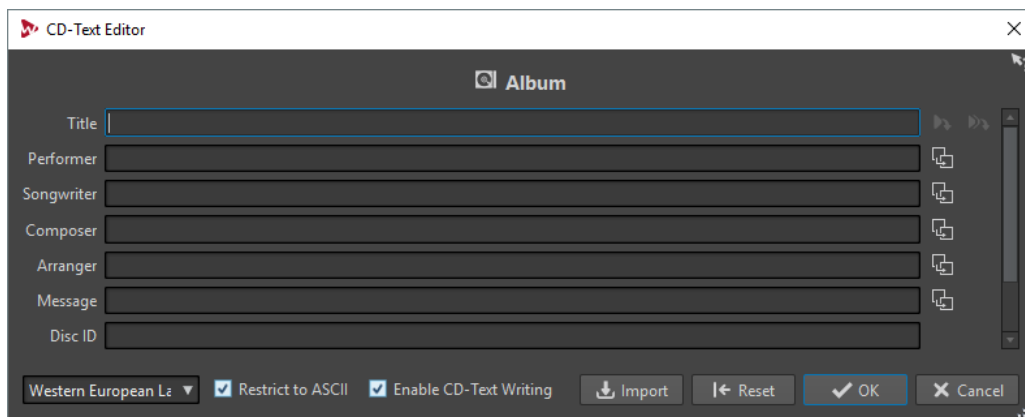 CD-Text Editor
Album
Title
Performer
Songwriter
Composer
Arranger
Message
Disc ID
Western European La Restrict to ASCII Enable CD-Text Writing Import Reset OK Cancel